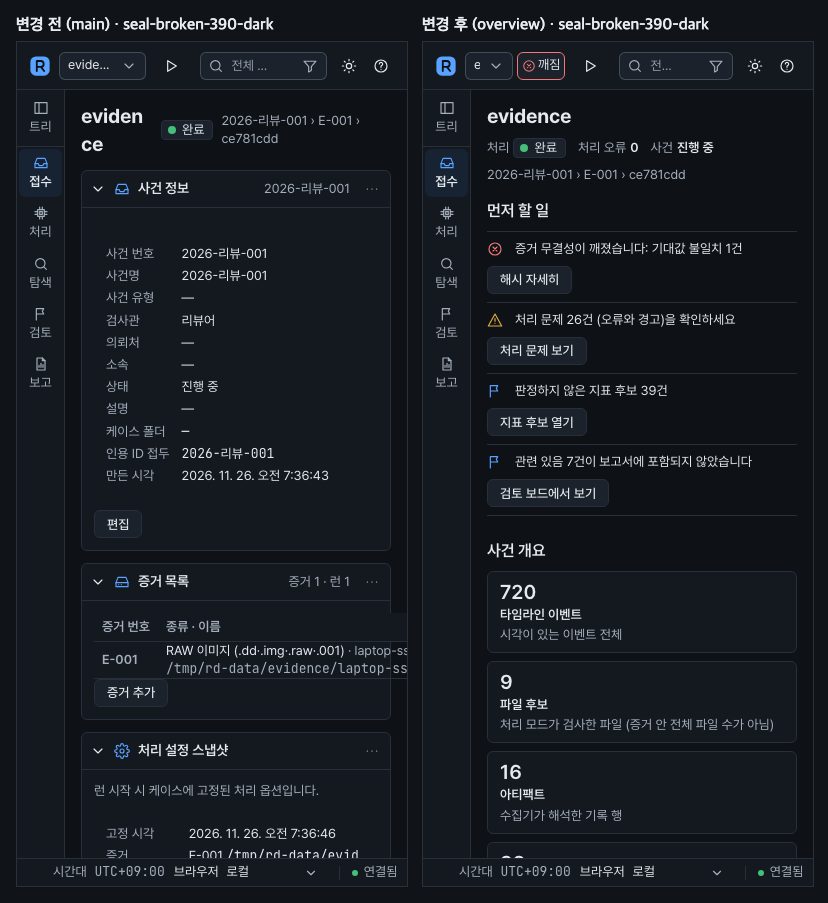 변경 전 (main) · seal-broken-390-dark
R
evide...
전체 ...
트리
접수
처리
탐색
검토
보고
eviden
ce
완료
2026-리뷰-001 › E-001 ›
ce781cdd
사건 정보
2026-리뷰-001
...
사건 번호 2026-리뷰-001
사건명 2026-리뷰-001
사건 유형 —
검사관 리뷰어
의뢰처 —
소속 —
상태 진행 중
설명 —
케이스 폴더 —
인용 ID 접두 2026-리뷰-001
만든 시각 2026. 11. 26. 오전 7:36:43
편집
증거 목록
증거 1 · 런 1
...
증거 번호 종류 · 이름
E-001 RAW 이미지 (.dd·.img·.raw·.001) · laptop-ss
/tmp/rd-data/evidence/laptop-ss
증거 추가
처리 설정 스냅샷
...
런 시작 시 케이스에 고정된 처리 옵션입니다.
고정 시각 2026. 11. 26. 오전 7:36:46
증거 E-001 /tmp/rd-data/evid
시간대 UTC+09:00 브라우저 로컬
연결됨
변경 후 (overview) · seal-broken-390-dark
R
e
깨짐
전...
트리
접수
처리
탐색
검토
보고
evidence
처리 완료 처리 오류 0 사건 진행 중
2026-리뷰-001 › E-001 › ce781cdd
먼저 할 일
증거 무결성이 깨졌습니다: 기대값 불일치 1건
해시 자세히
처리 문제 26건 (오류와 경고)을 확인하세요
처리 문제 보기
판정하지 않은 지표 후보 39건
지표 후보 열기
관련 있음 7건이 보고서에 포함되지 않았습니다
검토 보드에서 보기
사건 개요
720
타임라인 이벤트
시각이 있는 이벤트 전체
9
파일 후보
처리 모드가 검사한 파일 (증거 안 전체 파일 수가 아님)
16
아티팩트
수집기가 해석한 기록 행
시간대 UTC+09:00 브라우저 로컬
연결됨